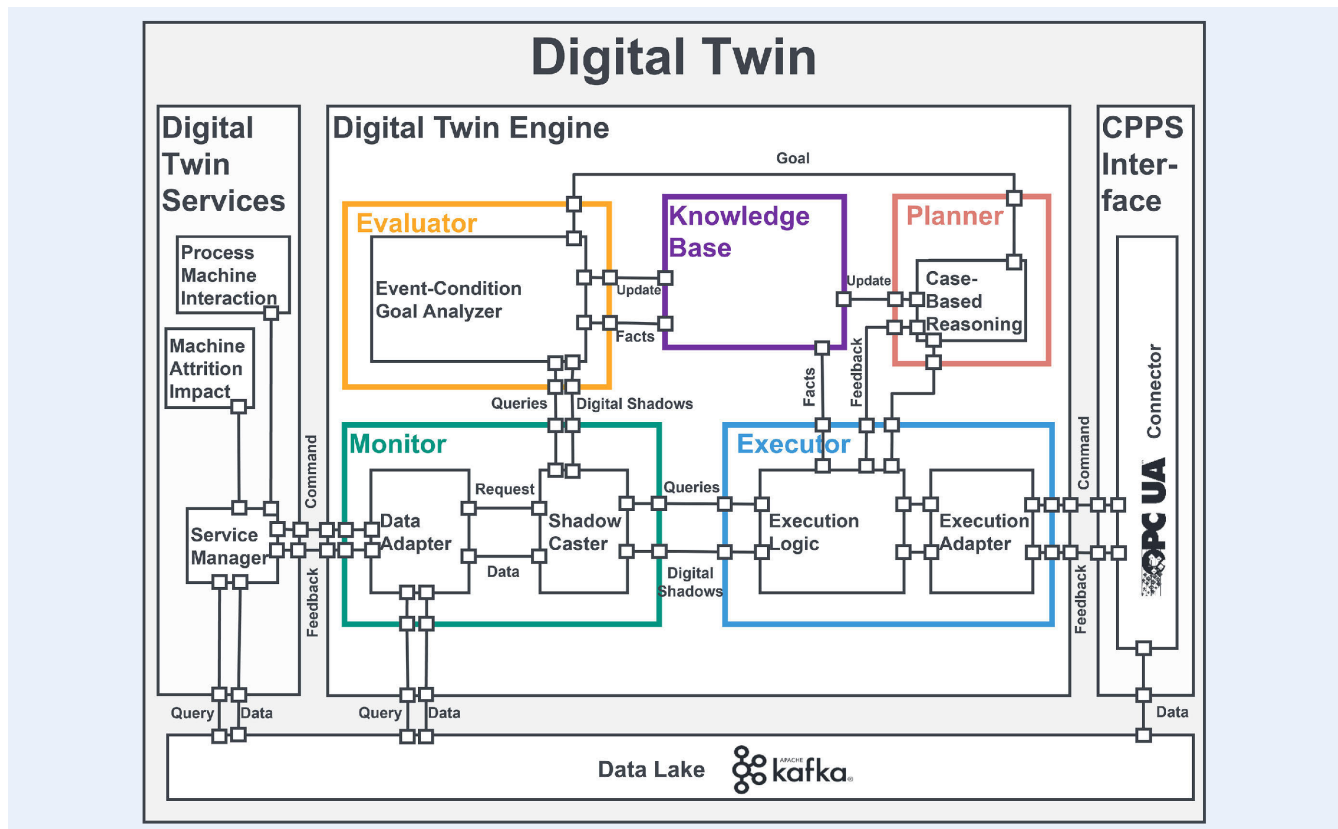 Digital Twin
Digital
Twin
Services
Process
Machine
Interaction
Machine
Attrition
Impact
Service
Manager
Command
Feedback
Query
Data
Digital Twin Engine
Goal
Evaluator
Event-Condition
Goal Analyzer
Update
Facts
Knowledge
Base
Update
Planner
Case-
Based
Reasoning
Queries
Digital Shadows
Facts
Feedback
Monitor
Data
Adapter
Request
Data
Shadow
Caster
Queries
Digital
Shadows
Executor
Execution
Logic
Execution
Adapter
Query
Data
Command
Feedback
CPPS
Inter-
face
OPC UA Connector
Data
Data Lake
APACHE
kafka®